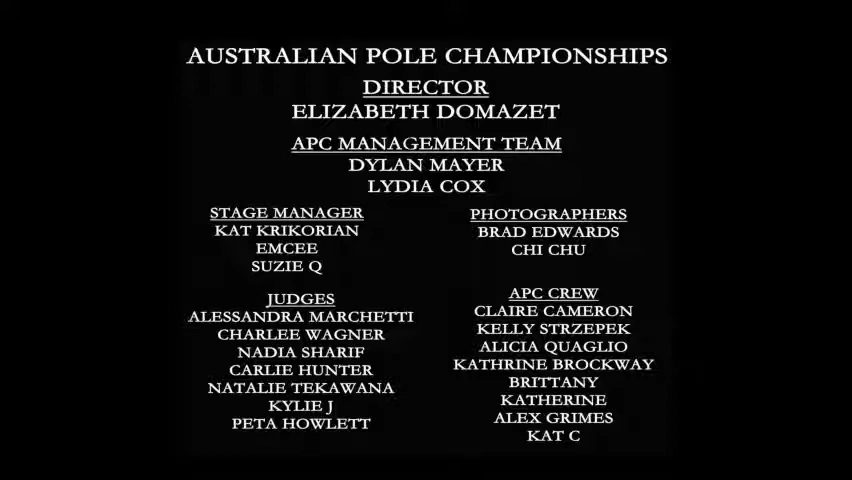 AUSTRALIAN POLE CHAMPIONSHIPS
DIRECTOR
ELIZABETH DOMAZET
APC MANAGEMENT TEAM
DYLAN MAYER
LYDIA COX
STAGE MANAGER
KAT KRIKORIAN
EMCEE
SUZIE Q
PHOTOGRAPHERS
BRAD EDWARDS
CHI CHU
JUDGES
ALESSANDRA MARCHETTI
CHARLEE WAGNER
NADIA SHARIF
CARLIE HUNTER
NATALIE TEKAWANA
KYLIE J
PETA HOWLETT
APC CREW
CLAIRE CAMERON
KELLY STRZEPEK
ALICIA QUAGLIO
KATHRINE BROCKWAY
BRITTANY
KATHERINE
ALEX GRIMES
KAT C